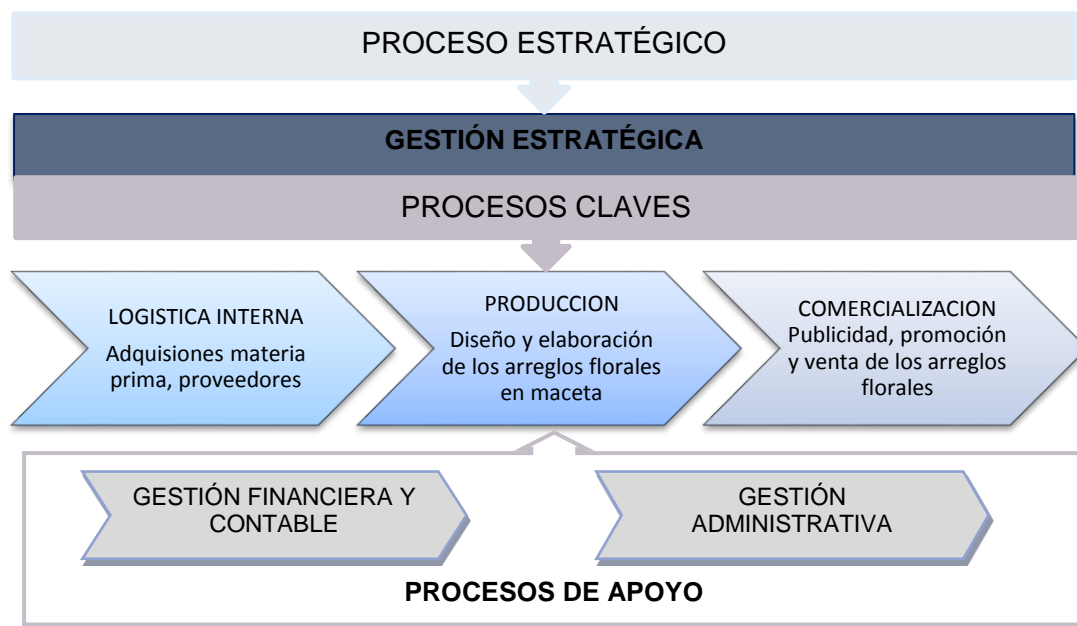 PROCESO ESTRATÉGICO
GESTIÓN ESTRATÉGICA
PROCESOS CLAVES
LOGISTICA INTERNA
Adquisiones materia
prima, proveedores
PRODUCCION
Diseño y elaboración
de los arreglos florales
en maceta
COMERCIALIZACION
Publicidad, promoción
y venta de los arreglos
florales
GESTIÓN FINANCIERA Y
CONTABLE
GESTIÓN
ADMINISTRATIVA
PROCESOS DE APOYO